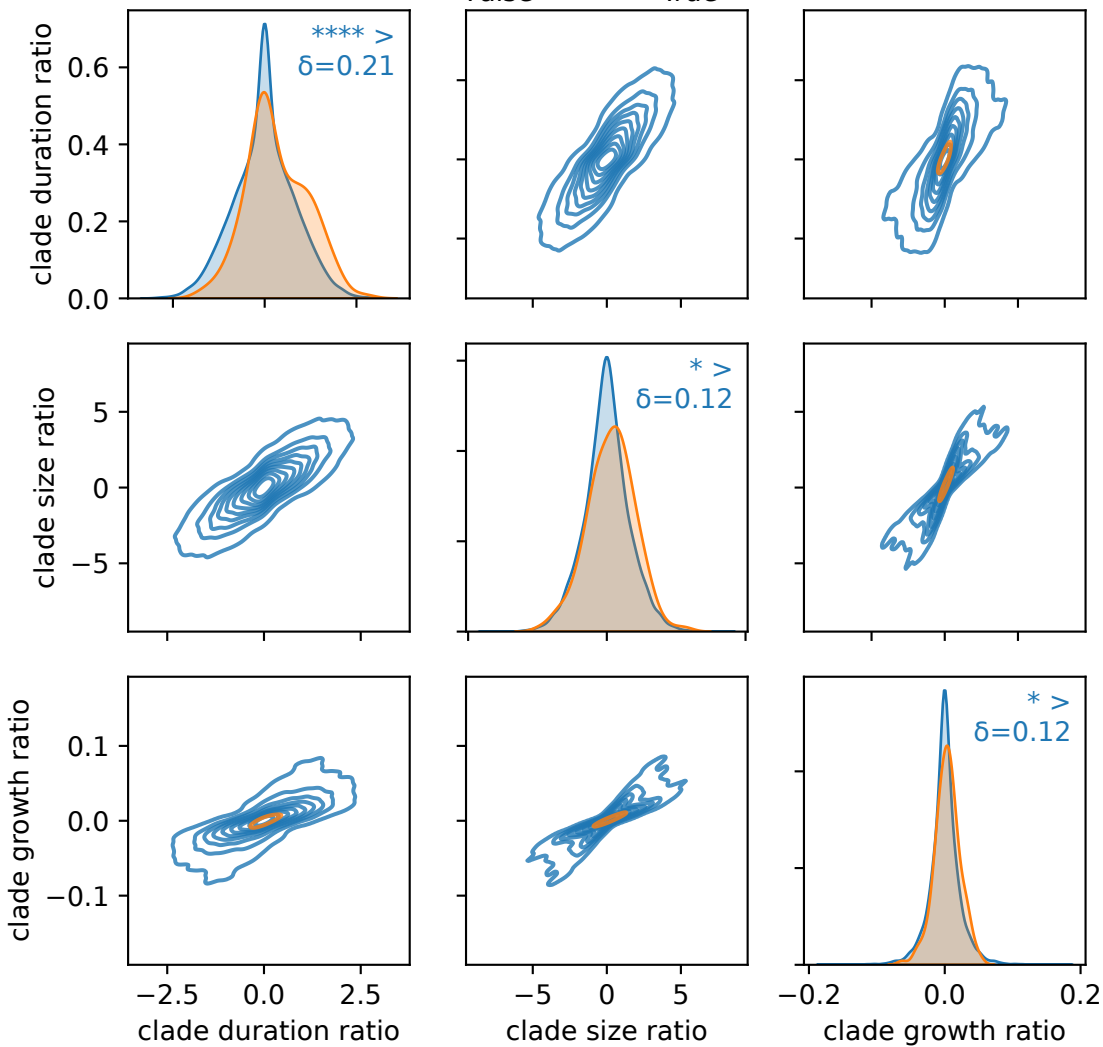 clade duration ratio
0.6
0.4
0.2
0.0
**** >
δ=0.21
clade size ratio
5
0
−5
* >
δ=0.12
clade growth ratio
0.1
0.0
−0.1
* >
δ=0.12
−2.5 0.0 2.5
−5 0 5
−0.2 0.0 0.2
clade duration ratio
clade size ratio
clade growth ratio